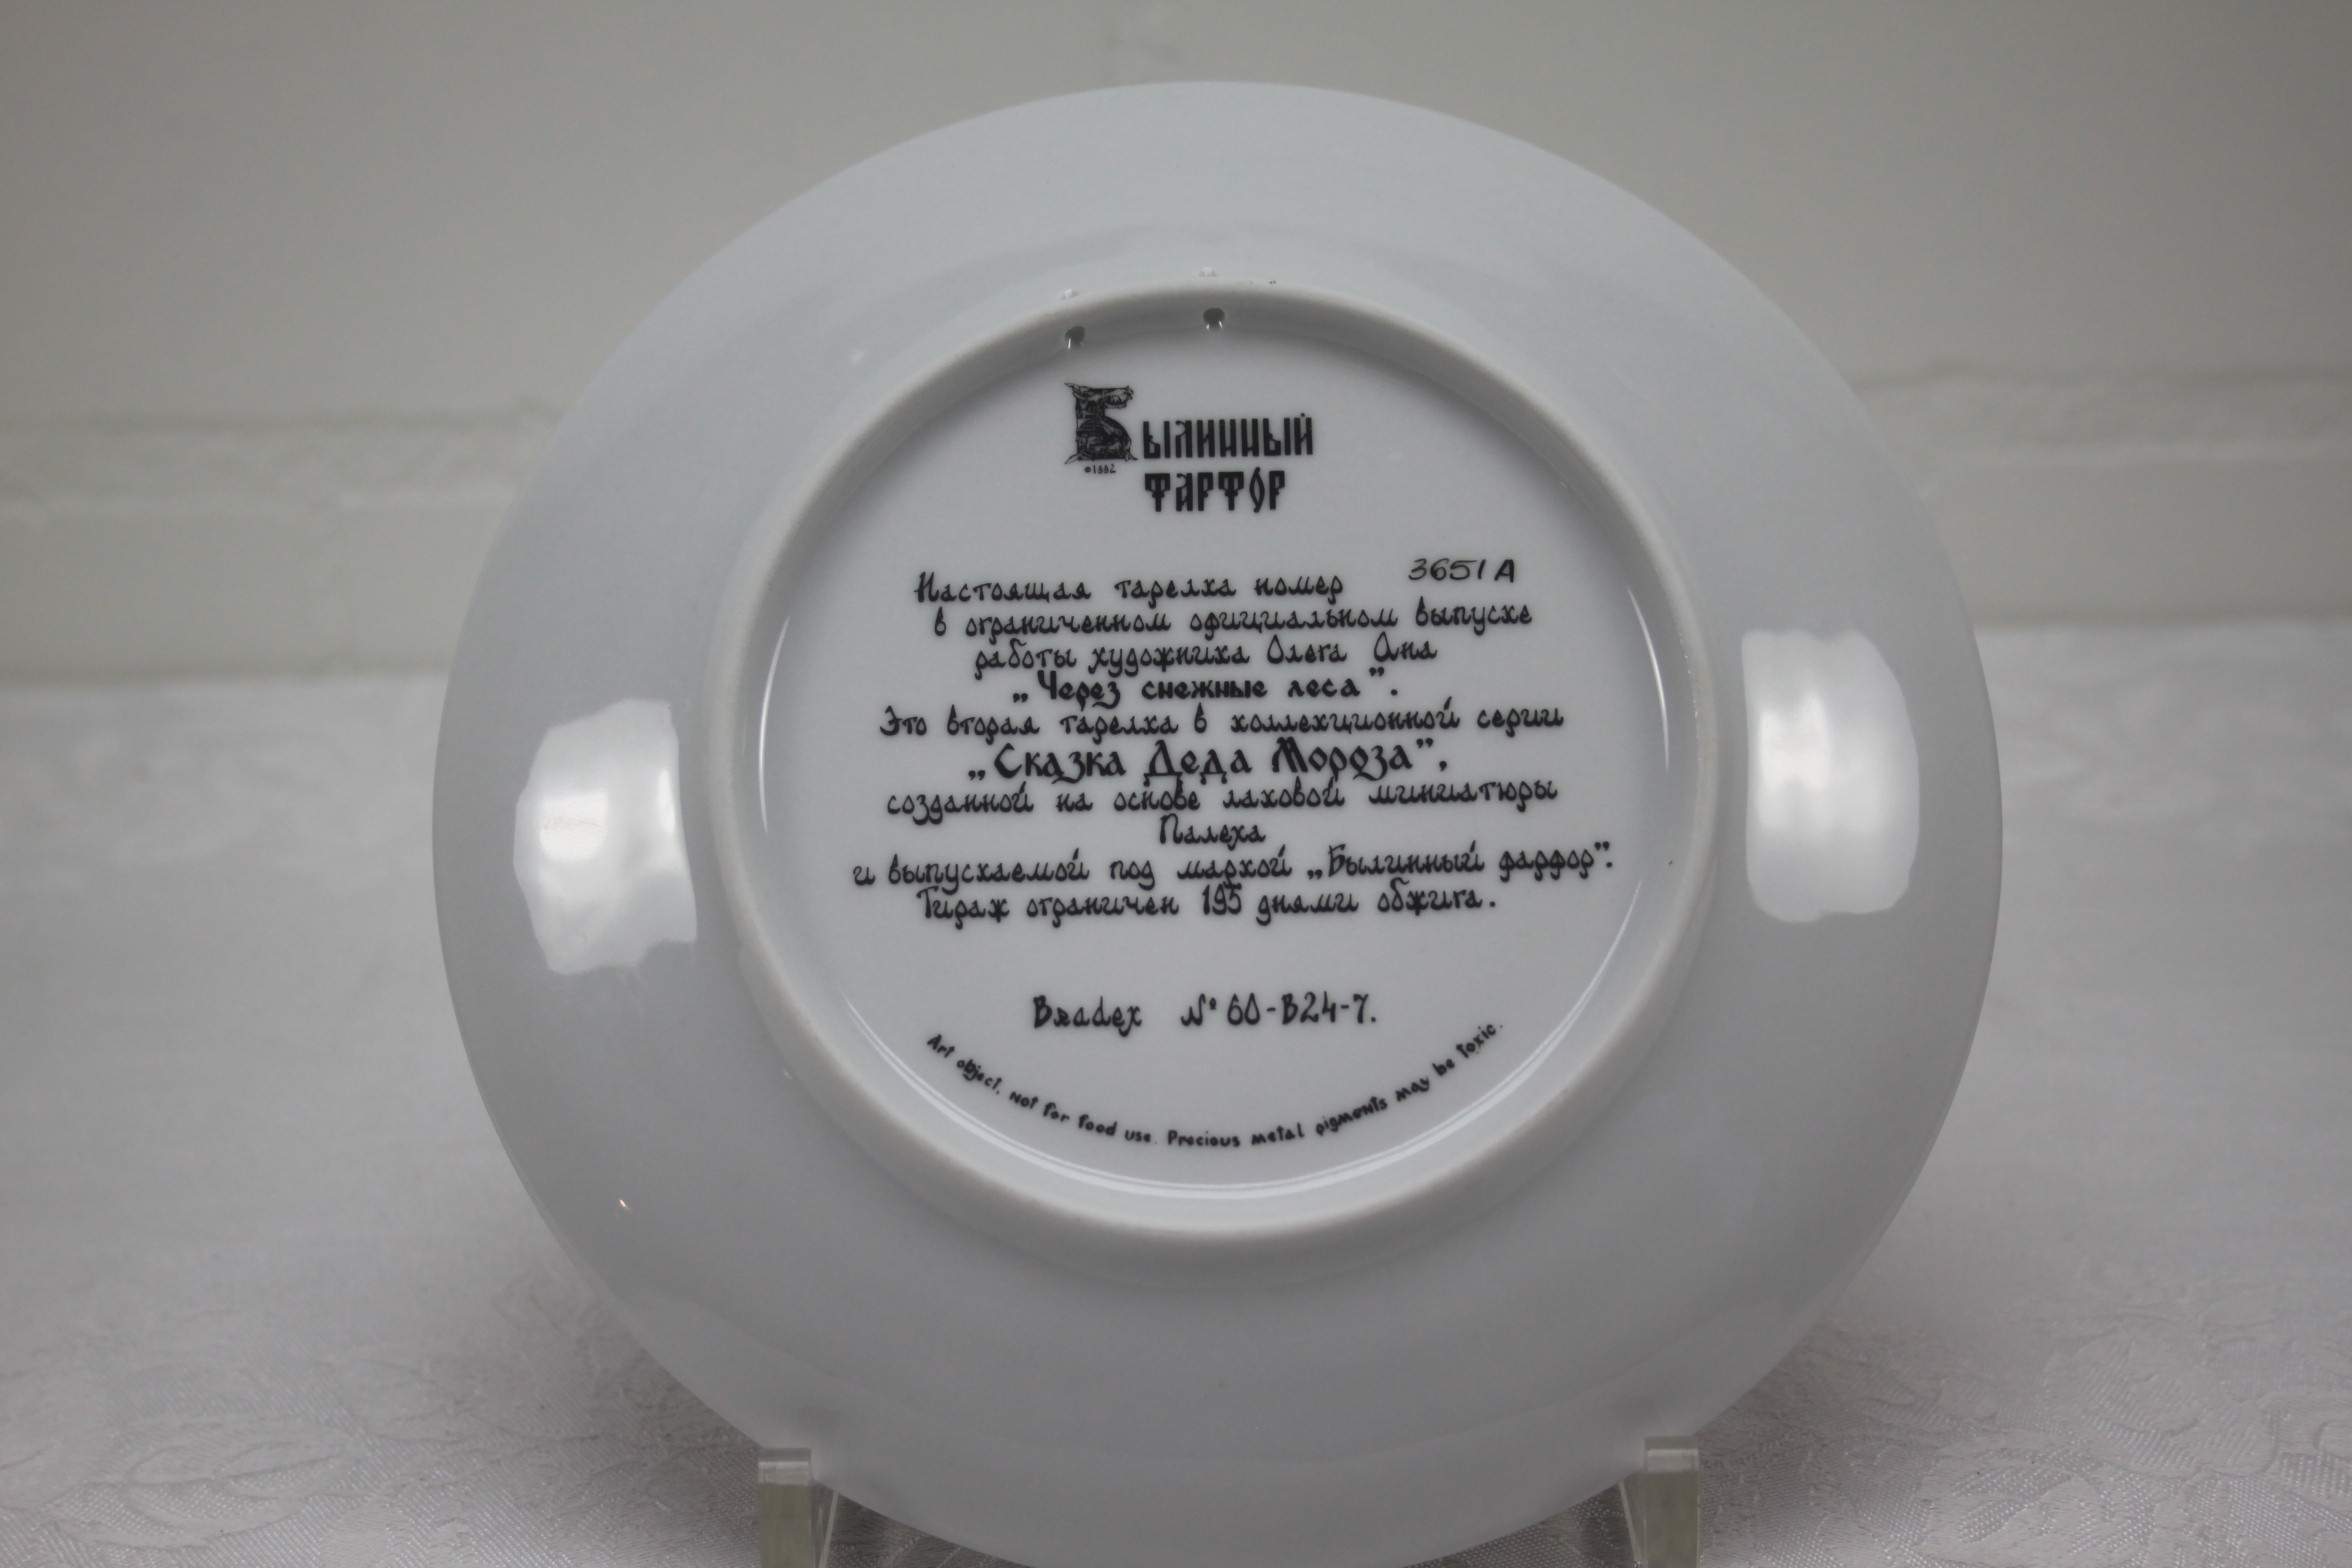 Былинный
©1992
фарфор
Настоящая тарелка номер 3651А
в ограниченном официальном выпуске
работы художника Олега Ана
„Через снежные леса”.
Это вторая тарелка в коллекционной серии
„Сказка Деда Мороза”,
созданной на основе лаковой миниатюры
Палеха
и выпускаемой под маркой „Былинный фарфор”.
Тираж ограничен 195 днями обжига.
Bradex N° 60-B24-7.
Art object, not for food use. Precious metal pigments may be toxic.